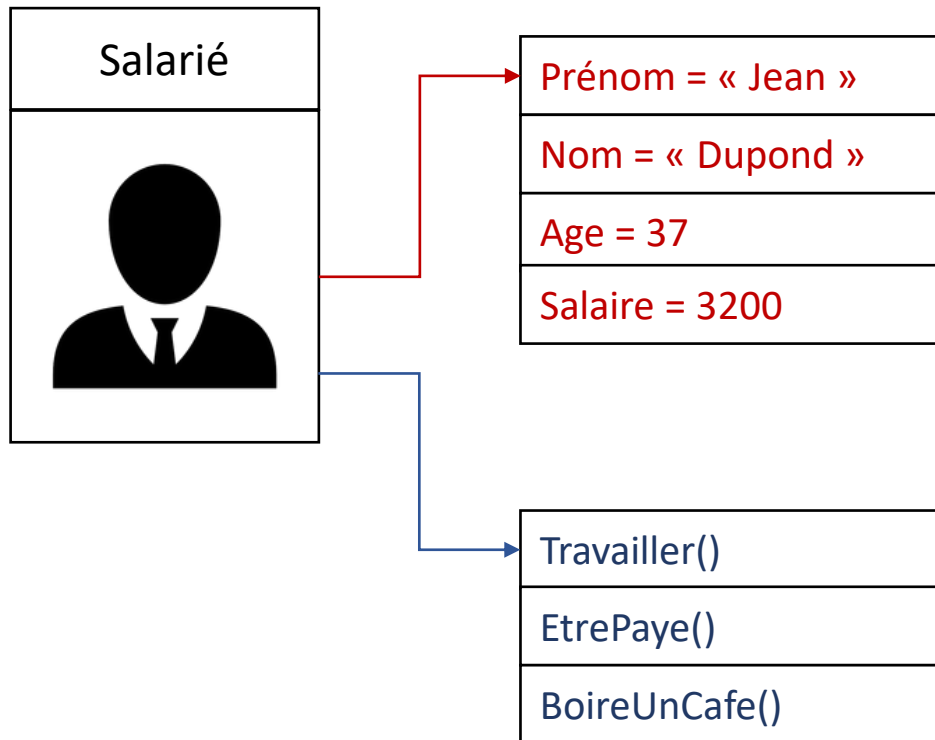 Salarié
Prénom = « Jean »
Nom = « Dupond »
Age = 37
Salaire = 3200
Travailler()
EtrePaye()
BoireUnCafe()